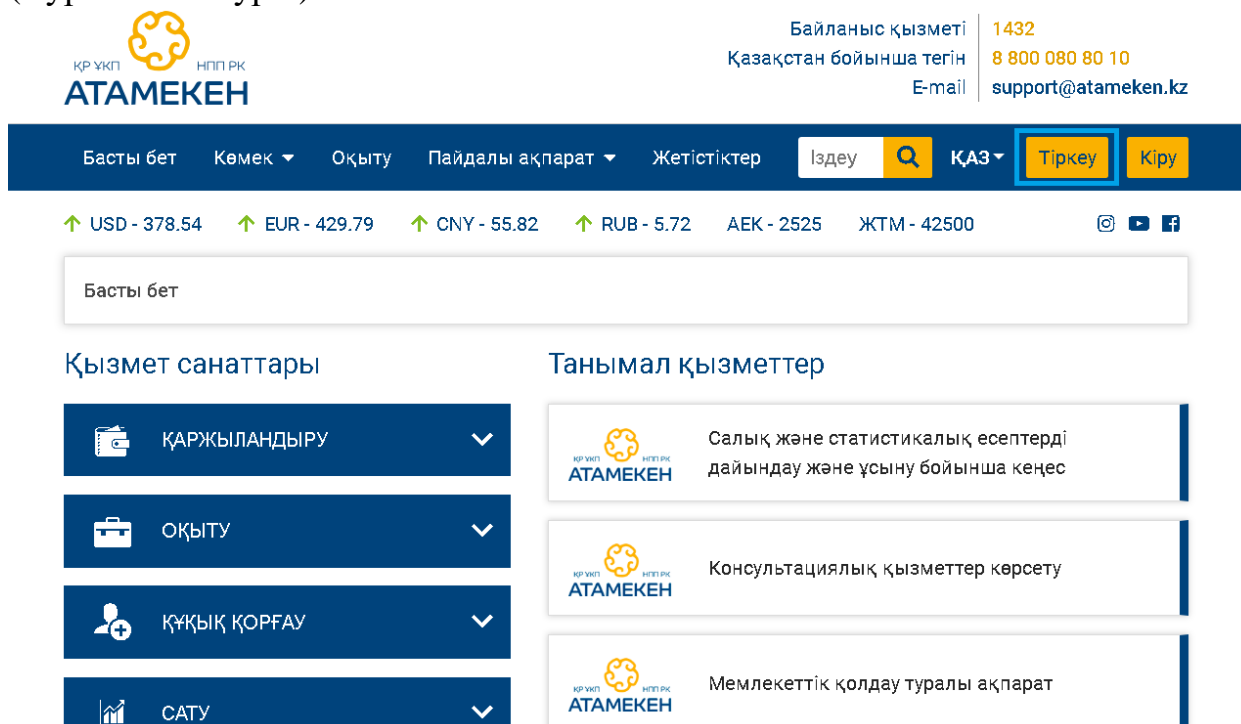 Байланыс қызметі 1432
Қазақстан бойынша тегін 8 800 080 80 10
E-mail support@atameken.kz
ҚР ҰКП НПП РК
АТАМЕКЕН
Басты бет Көмек Оқыту Пайдалы ақпарат Жетістіктер Іздеу ҚАЗ Тіркеу Кіру
USD - 378.54 EUR - 429.79 CNY - 55.82 RUB - 5.72 АЕК - 2525 ЖТМ - 42500
Басты бет
Қызмет санаттары
ҚАРЖЫЛАНДЫРУ
ОҚЫТУ
ҚҰҚЫҚ ҚОРҒАУ
САТУ
Танымал қызметтер
ҚР ҰКП НПП РК
АТАМЕКЕН
Салық және статистикалық есептерді
дайындау және ұсыну бойынша кеңес
ҚР ҰКП НПП РК
АТАМЕКЕН
Консультациялық қызметтер көрсету
ҚР ҰКП НПП РК
АТАМЕКЕН
Мемлекеттік қолдау туралы ақпарат